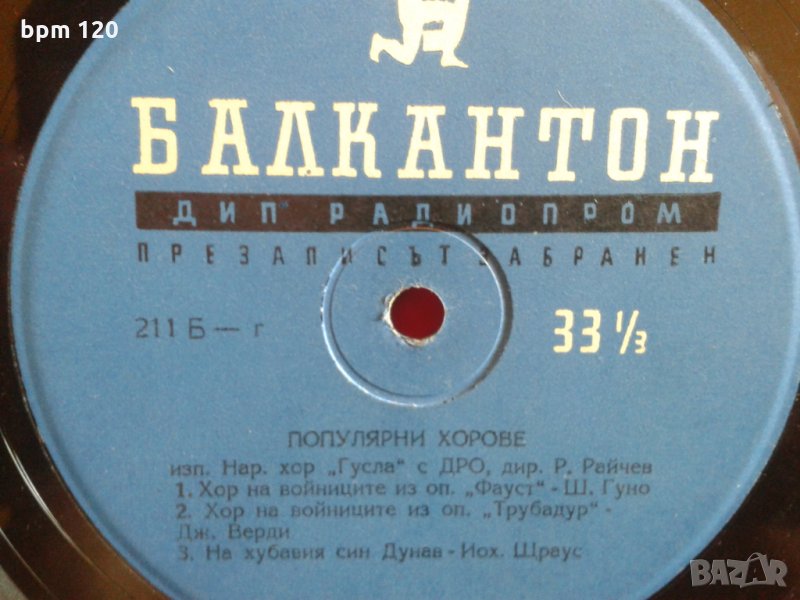 bpm 120
БАЛКАНТОН
ДИП РАДИОПРОМ
ПРЕЗАПИСЪТ ЗАБРАНЕН
211 Б — г
33 1/3
ПОПУЛЯРНИ ХОРОВЕ
изп. Нар. хор „Гусла" с ДРО, дир. Р. Райчев
1. Хор на войниците из оп. „Фауст" - Ш. Гуно
2. Хор на войниците из оп. „Трубадур" -
Дж. Верди
3. На хубавия син Дунав - Иох. Щраус
BAZAR